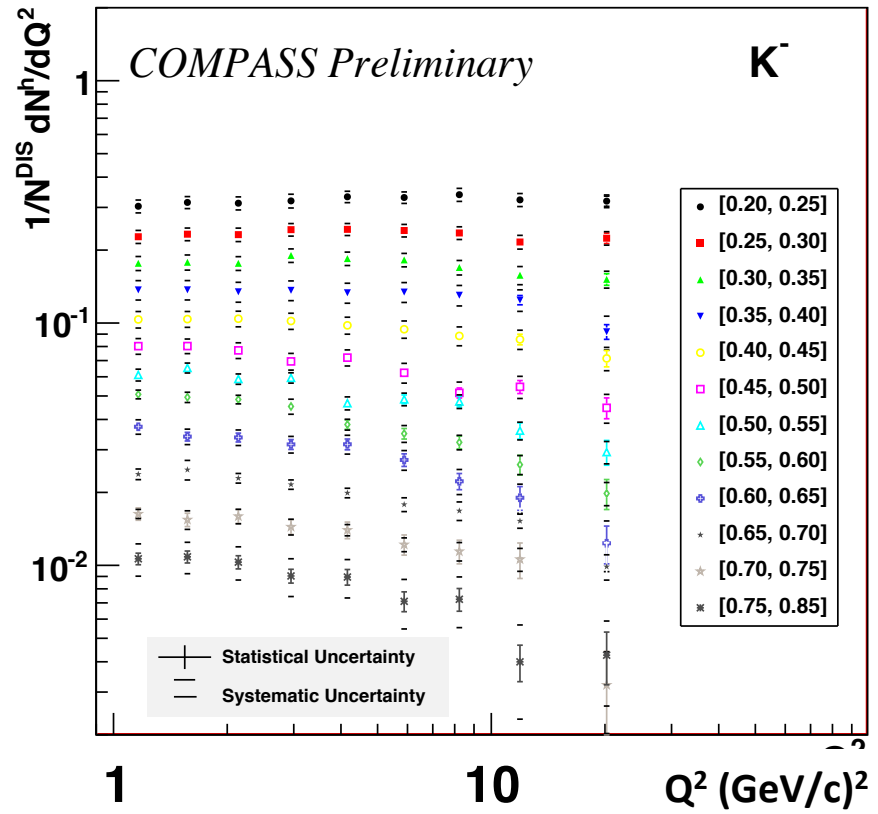 COMPASS Preliminary
K-
1/N^DIS dN^h/dQ^2
1
10^-1
10^-2
[0.20, 0.25]
[0.25, 0.30]
[0.30, 0.35]
[0.35, 0.40]
[0.40, 0.45]
[0.45, 0.50]
[0.50, 0.55]
[0.55, 0.60]
[0.60, 0.65]
[0.65, 0.70]
[0.70, 0.75]
[0.75, 0.85]
Statistical Uncertainty
Systematic Uncertainty
1
10
Q^2 (GeV/c)^2